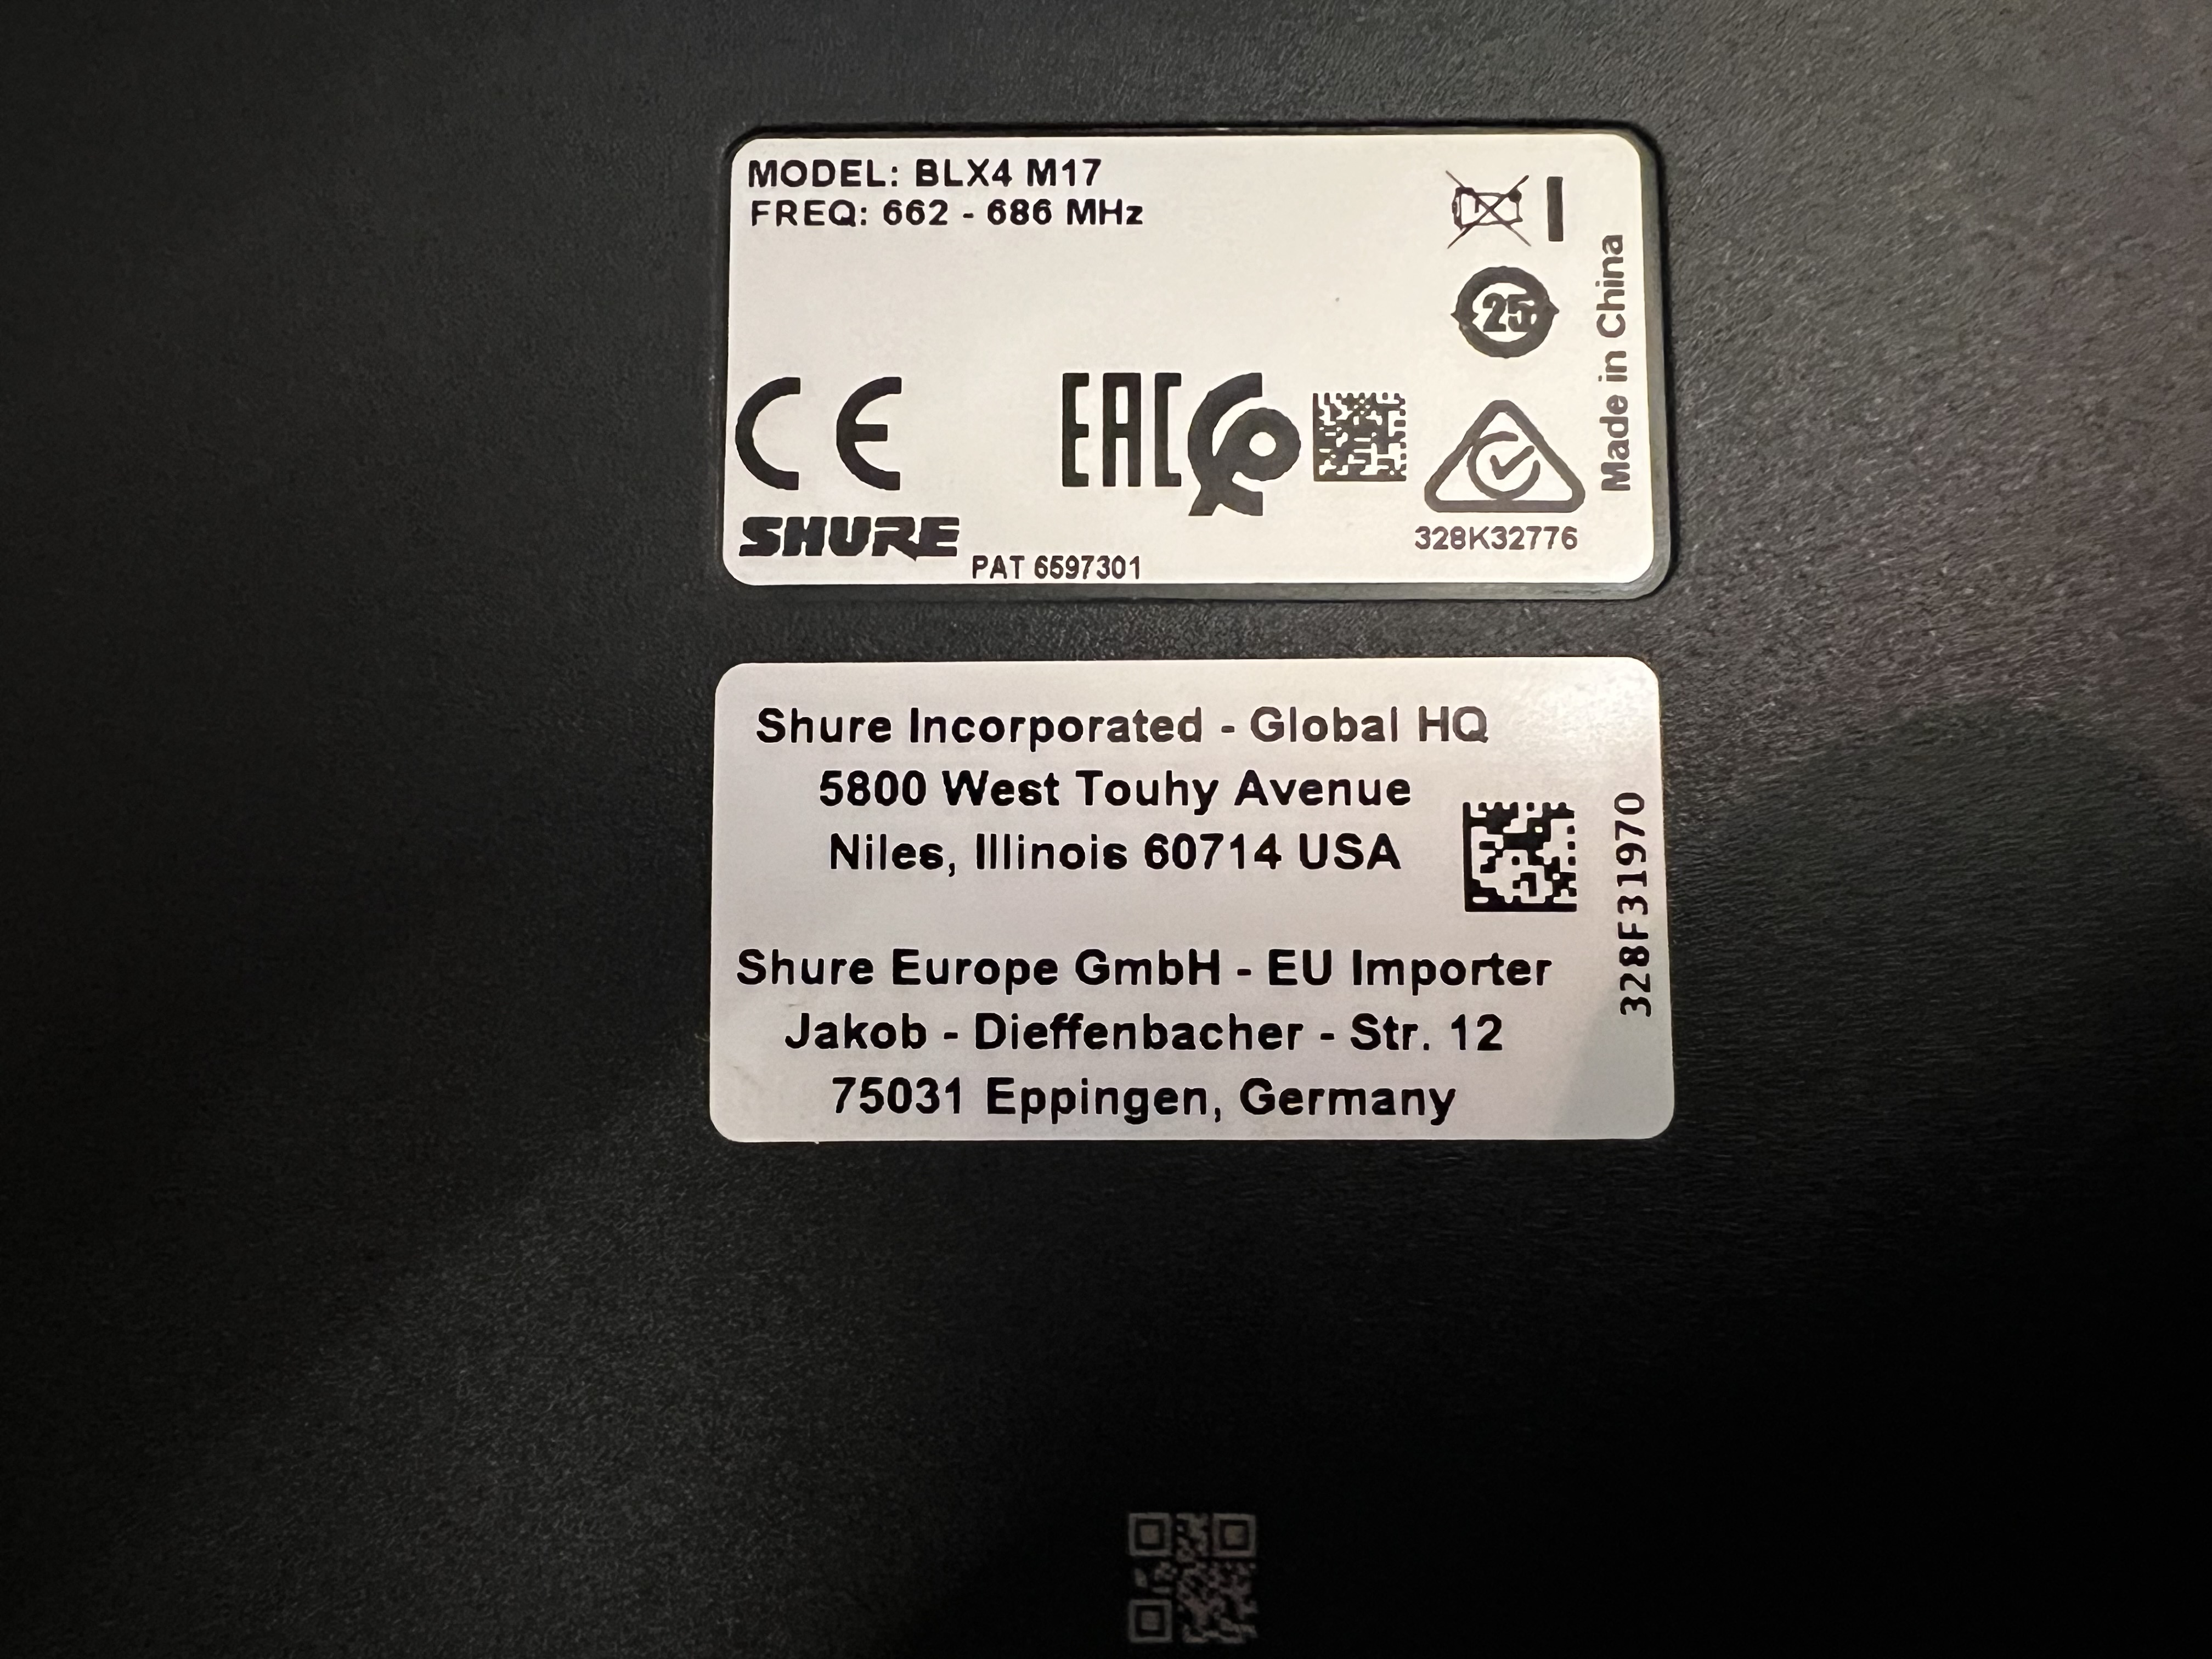 MODEL: BLX4 M17
FREQ: 662 - 686 MHz
25
Made in China
CE
EAC
328K32776
SHURE
PAT 6597301
Shure Incorporated - Global HQ
5800 West Touhy Avenue
Niles, Illinois 60714 USA
328F31970
Shure Europe GmbH - EU Importer
Jakob - Dieffenbacher - Str. 12
75031 Eppingen, Germany